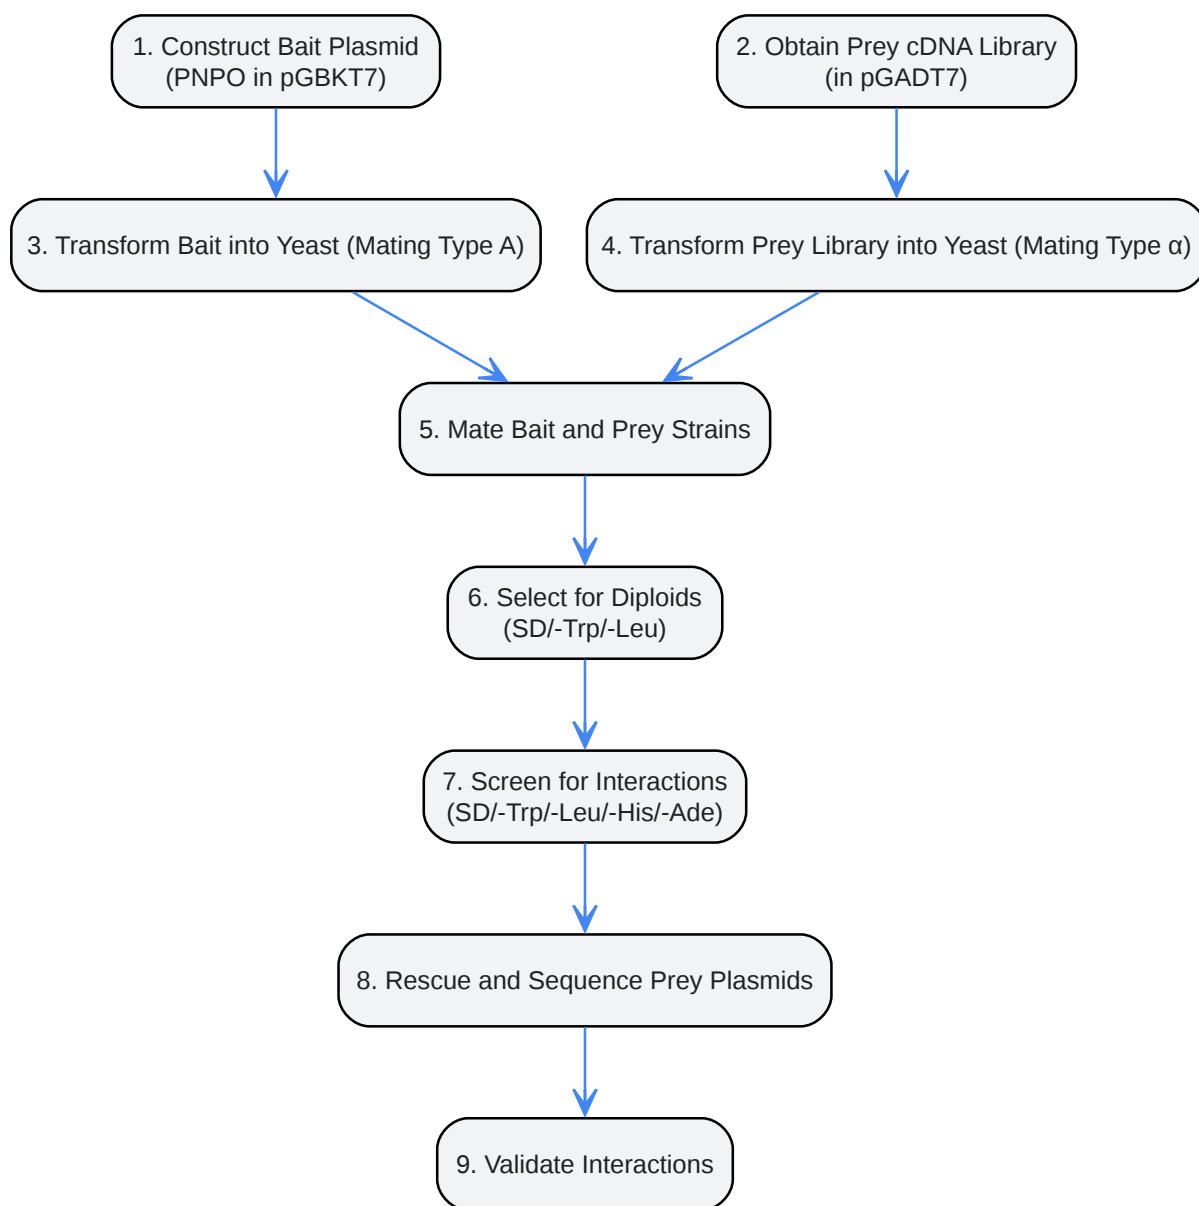 1. Construct Bait Plasmid
(PNPO in pGBKT7)
2. Obtain Prey cDNA Library
(in pGADT7)
3. Transform Bait into Yeast (Mating Type A)
4. Transform Prey Library into Yeast (Mating Type α)
5. Mate Bait and Prey Strains
6. Select for Diploids
(SD/-Trp/-Leu)
7. Screen for Interactions
(SD/-Trp/-Leu/-His/-Ade)
8. Rescue and Sequence Prey Plasmids
9. Validate Interactions